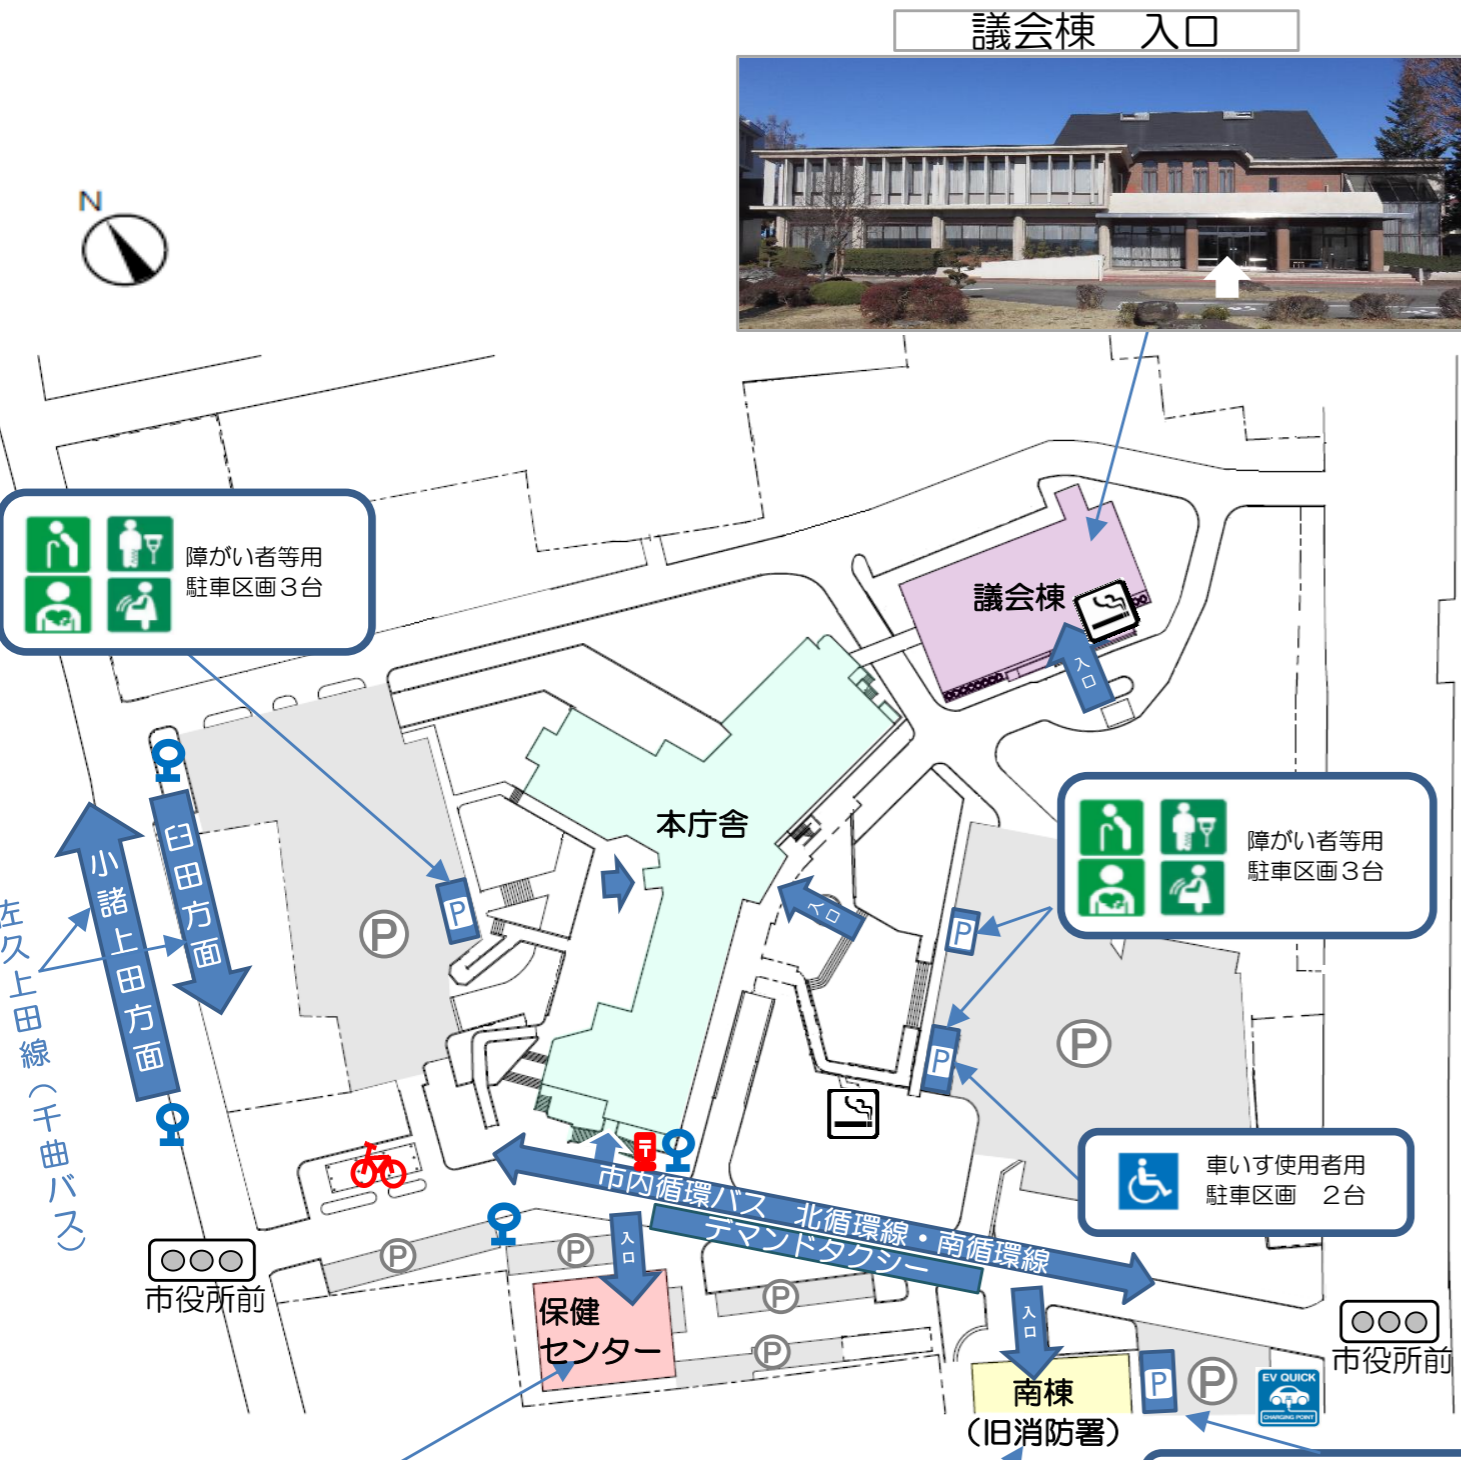 議会棟　入口
N
障がい者等用
駐車区画３台
議会棟
入口
本庁舎
障がい者等用
駐車区画３台
臼田方面
小諸上田方面
佐久上田線（千曲バス）
P
P
入口
P
P
P
車いす使用者用
駐車区画　２台
〒
市内循環バス　北循環線・南循環線
デマンドタクシー
市役所前
P
P
入口
P
P
保健
センター
入口
市役所前
南棟
（旧消防署）
P
P
EV QUICK
CHARGING POINT